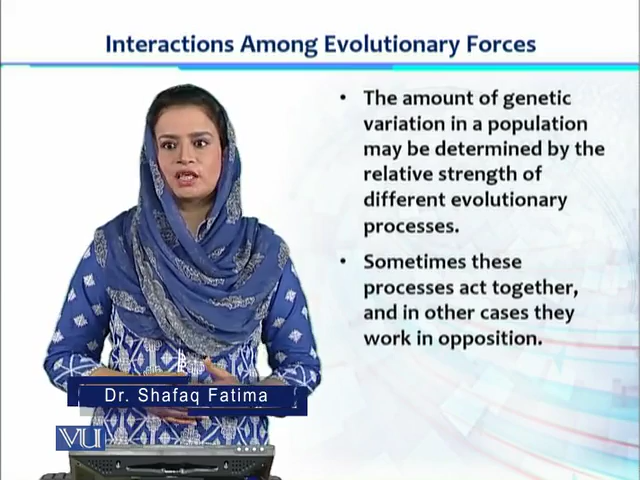 Interactions Among Evolutionary Forces
• The amount of genetic
variation in a population
may be determined by the
relative strength of
different evolutionary
processes.
• Sometimes these
processes act together,
and in other cases they
work in opposition.
Dr. Shafaq Fatima
VU